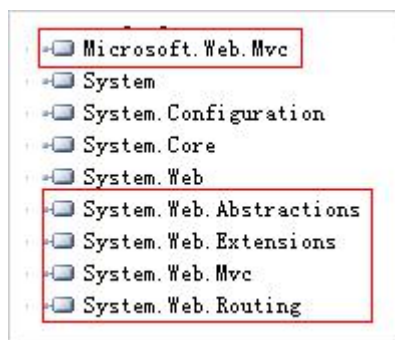 Microsoft.Web.Mvc
System
System.Configuration
System.Core
System.Web
System.Web.Abstractions
System.Web.Extensions
System.Web.Mvc
System.Web.Routing